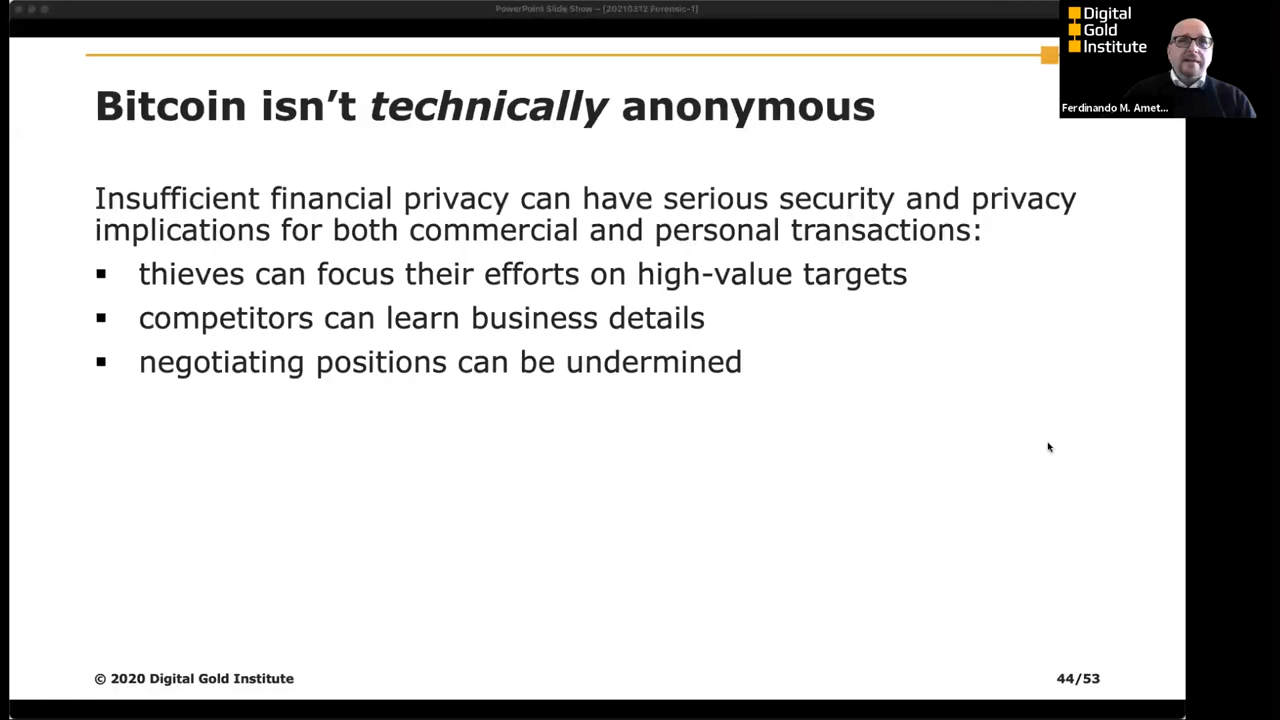 PowerPoint Slide Show – [20210312 Forensic-1]
Digital
Gold
Institute
Ferdinando M. Amet...
Bitcoin isn’t technically anonymous
Insufficient financial privacy can have serious security and privacy
implications for both commercial and personal transactions:
▪ thieves can focus their efforts on high-value targets
▪ competitors can learn business details
▪ negotiating positions can be undermined
© 2020 Digital Gold Institute
44/53